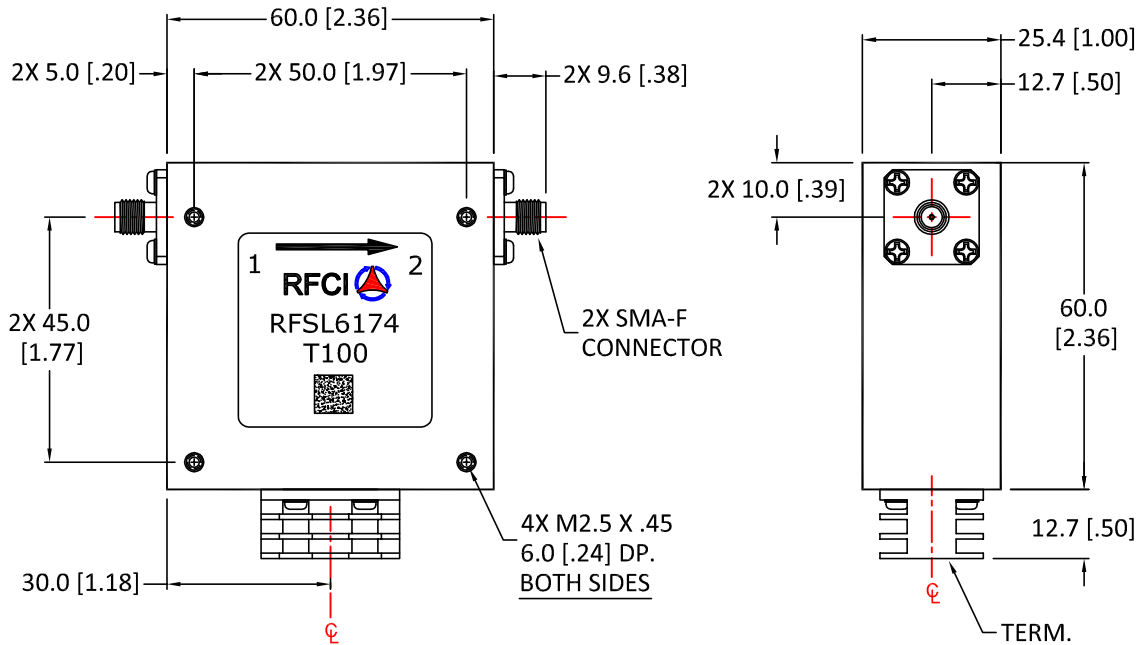 60.0 [2.36]
2X 5.0 [.20]
2X 50.0 [1.97]
2X 9.6 [.38]
25.4 [1.00]
12.7 [.50]
2X 10.0 [.39]
1
2
RFCI
RFSL6174
T100
2X 45.0
[1.77]
2X SMA-F
CONNECTOR
60.0
[2.36]
4X M2.5 X .45
6.0 [.24] DP.
BOTH SIDES
12.7 [.50]
30.0 [1.18]
℄
℄
TERM.